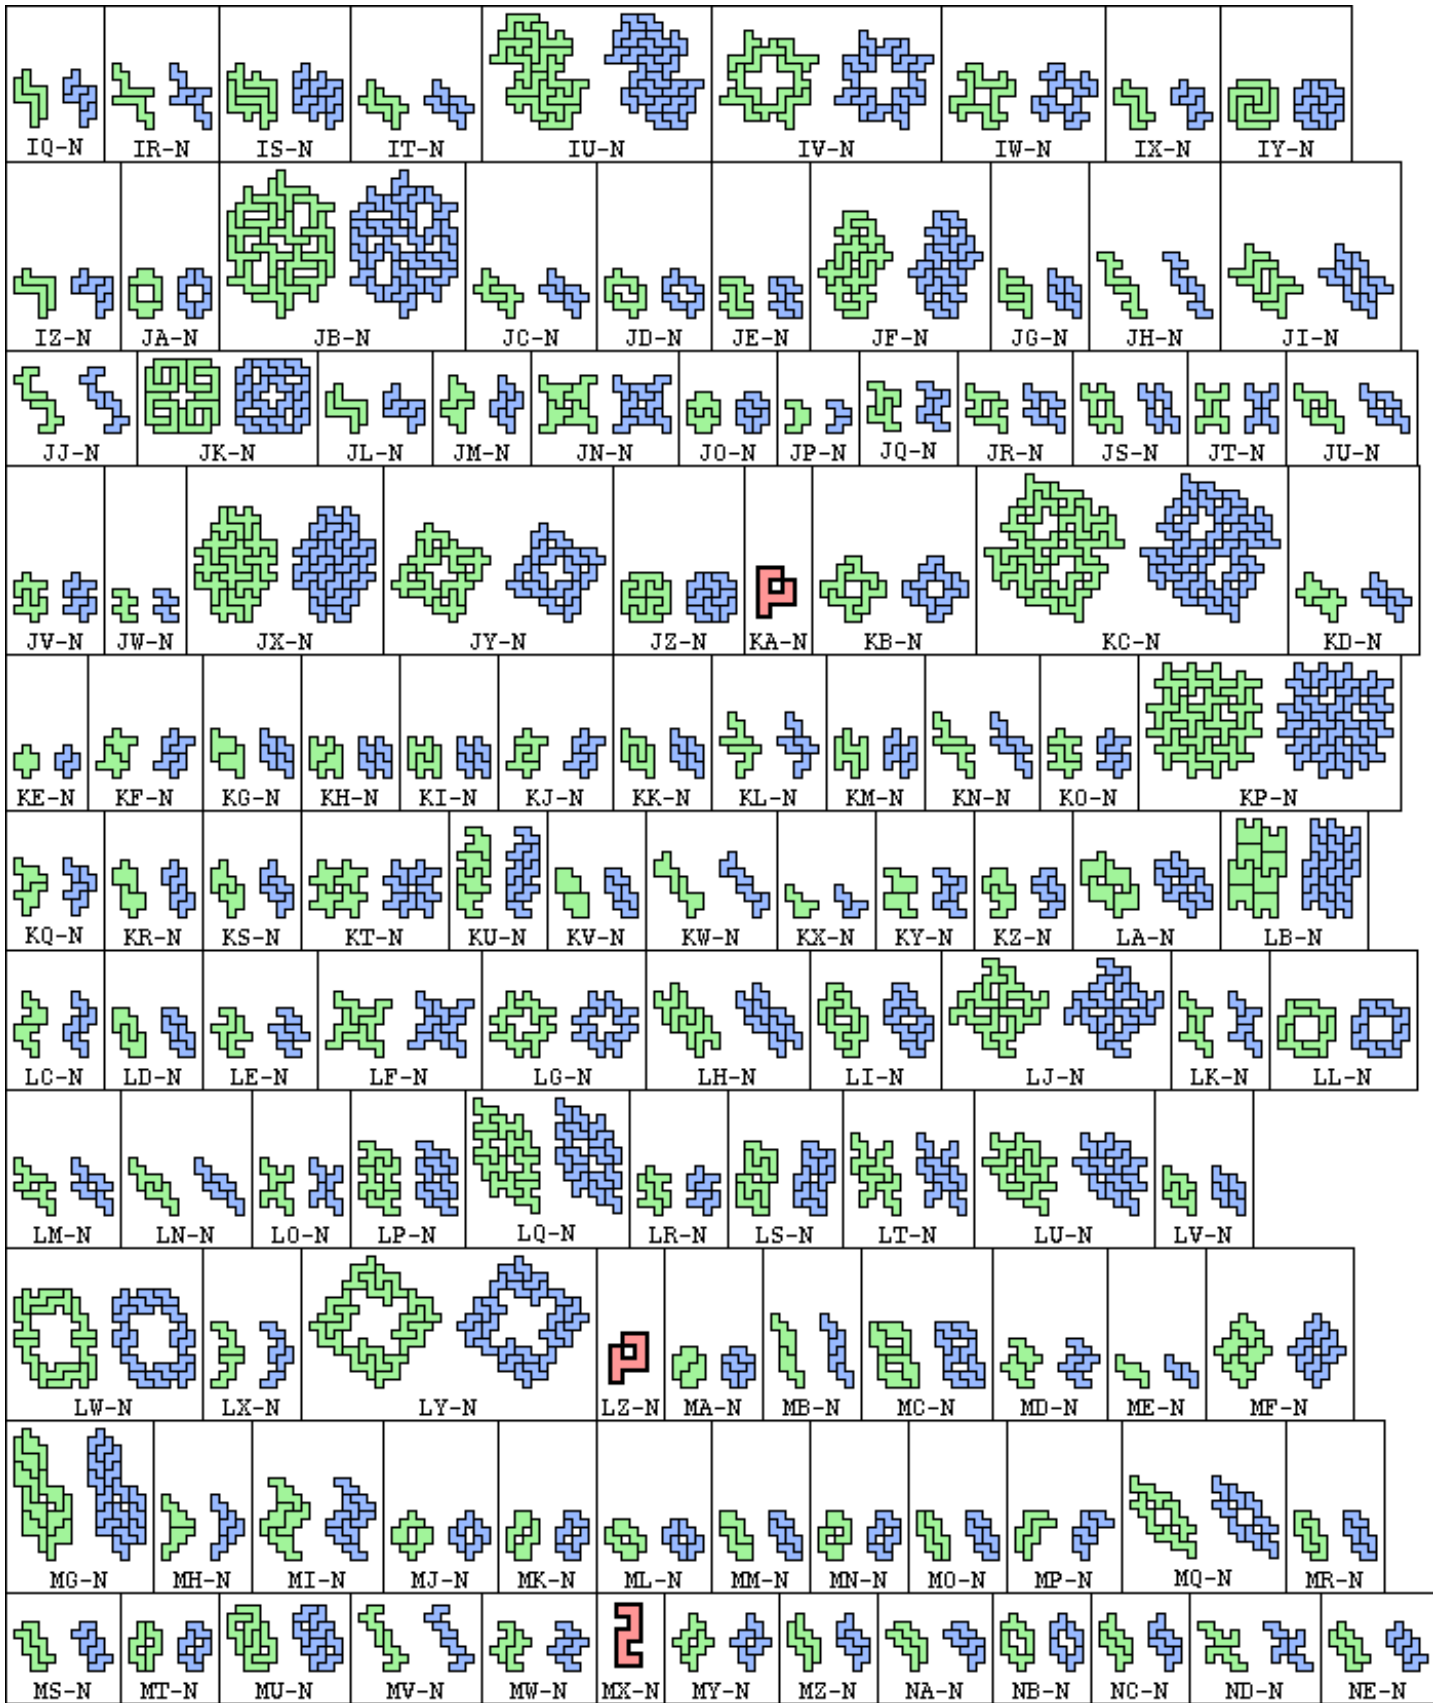 IQ-N IR-N IS-N IT-N IU-N IV-N IW-N IX-N IY-N
IZ-N JA-N JB-N JC-N JD-N JE-N JF-N JG-N JH-N JI-N
JJ-N JK-N JL-N JM-N JN-N JO-N JP-N JQ-N JR-N JS-N JT-N JU-N
JV-N JW-N JX-N JY-N JZ-N KA-N KB-N KC-N KD-N
KE-N KF-N KG-N KH-N KI-N KJ-N KK-N KL-N KM-N KN-N KO-N KP-N
KQ-N KR-N KS-N KT-N KU-N KV-N KW-N KX-N KY-N KZ-N LA-N LB-N
LC-N LD-N LE-N LF-N LG-N LH-N LI-N LJ-N LK-N LL-N
LM-N LN-N LO-N LP-N LQ-N LR-N LS-N LT-N LU-N LV-N
LW-N LX-N LY-N LZ-N MA-N MB-N MC-N MD-N ME-N MF-N
MG-N MH-N MI-N MJ-N MK-N ML-N MM-N MN-N MO-N MP-N MQ-N MR-N
MS-N MT-N MU-N MV-N MW-N MX-N MY-N MZ-N NA-N NB-N NC-N ND-N NE-N